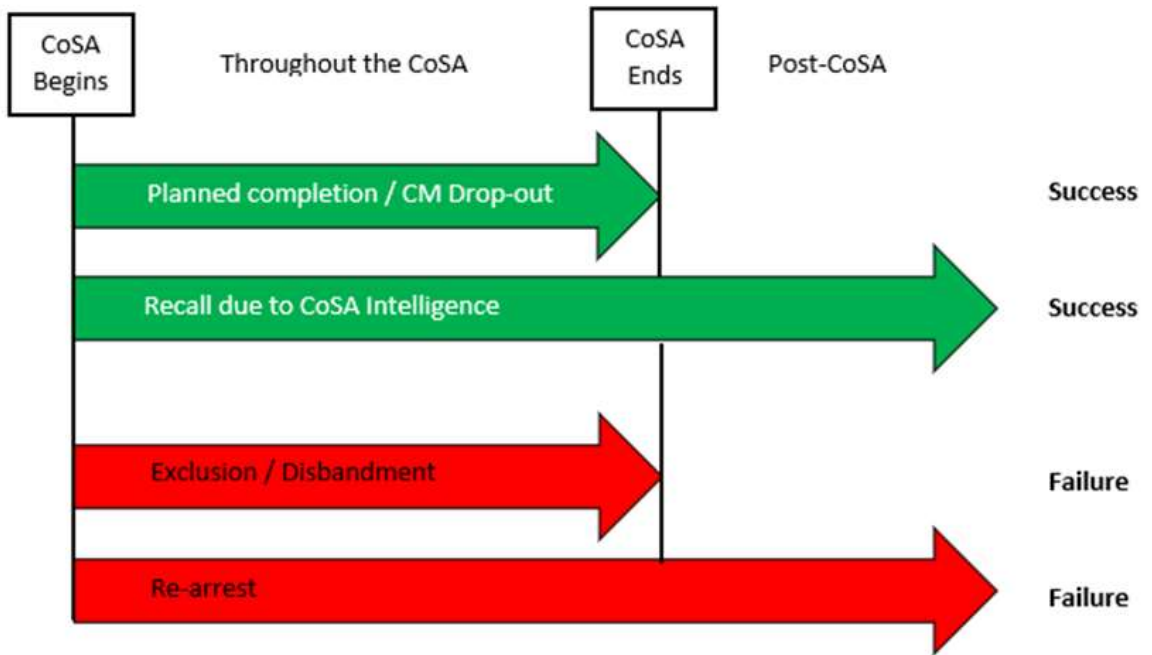 CoSA
Begins
Throughout the CoSA
CoSA
Ends
Post-CoSA
Planned completion / CM Drop-out
Success
Recall due to CoSA Intelligence
Success
Exclusion / Disbandment
Failure
Re-arrest
Failure